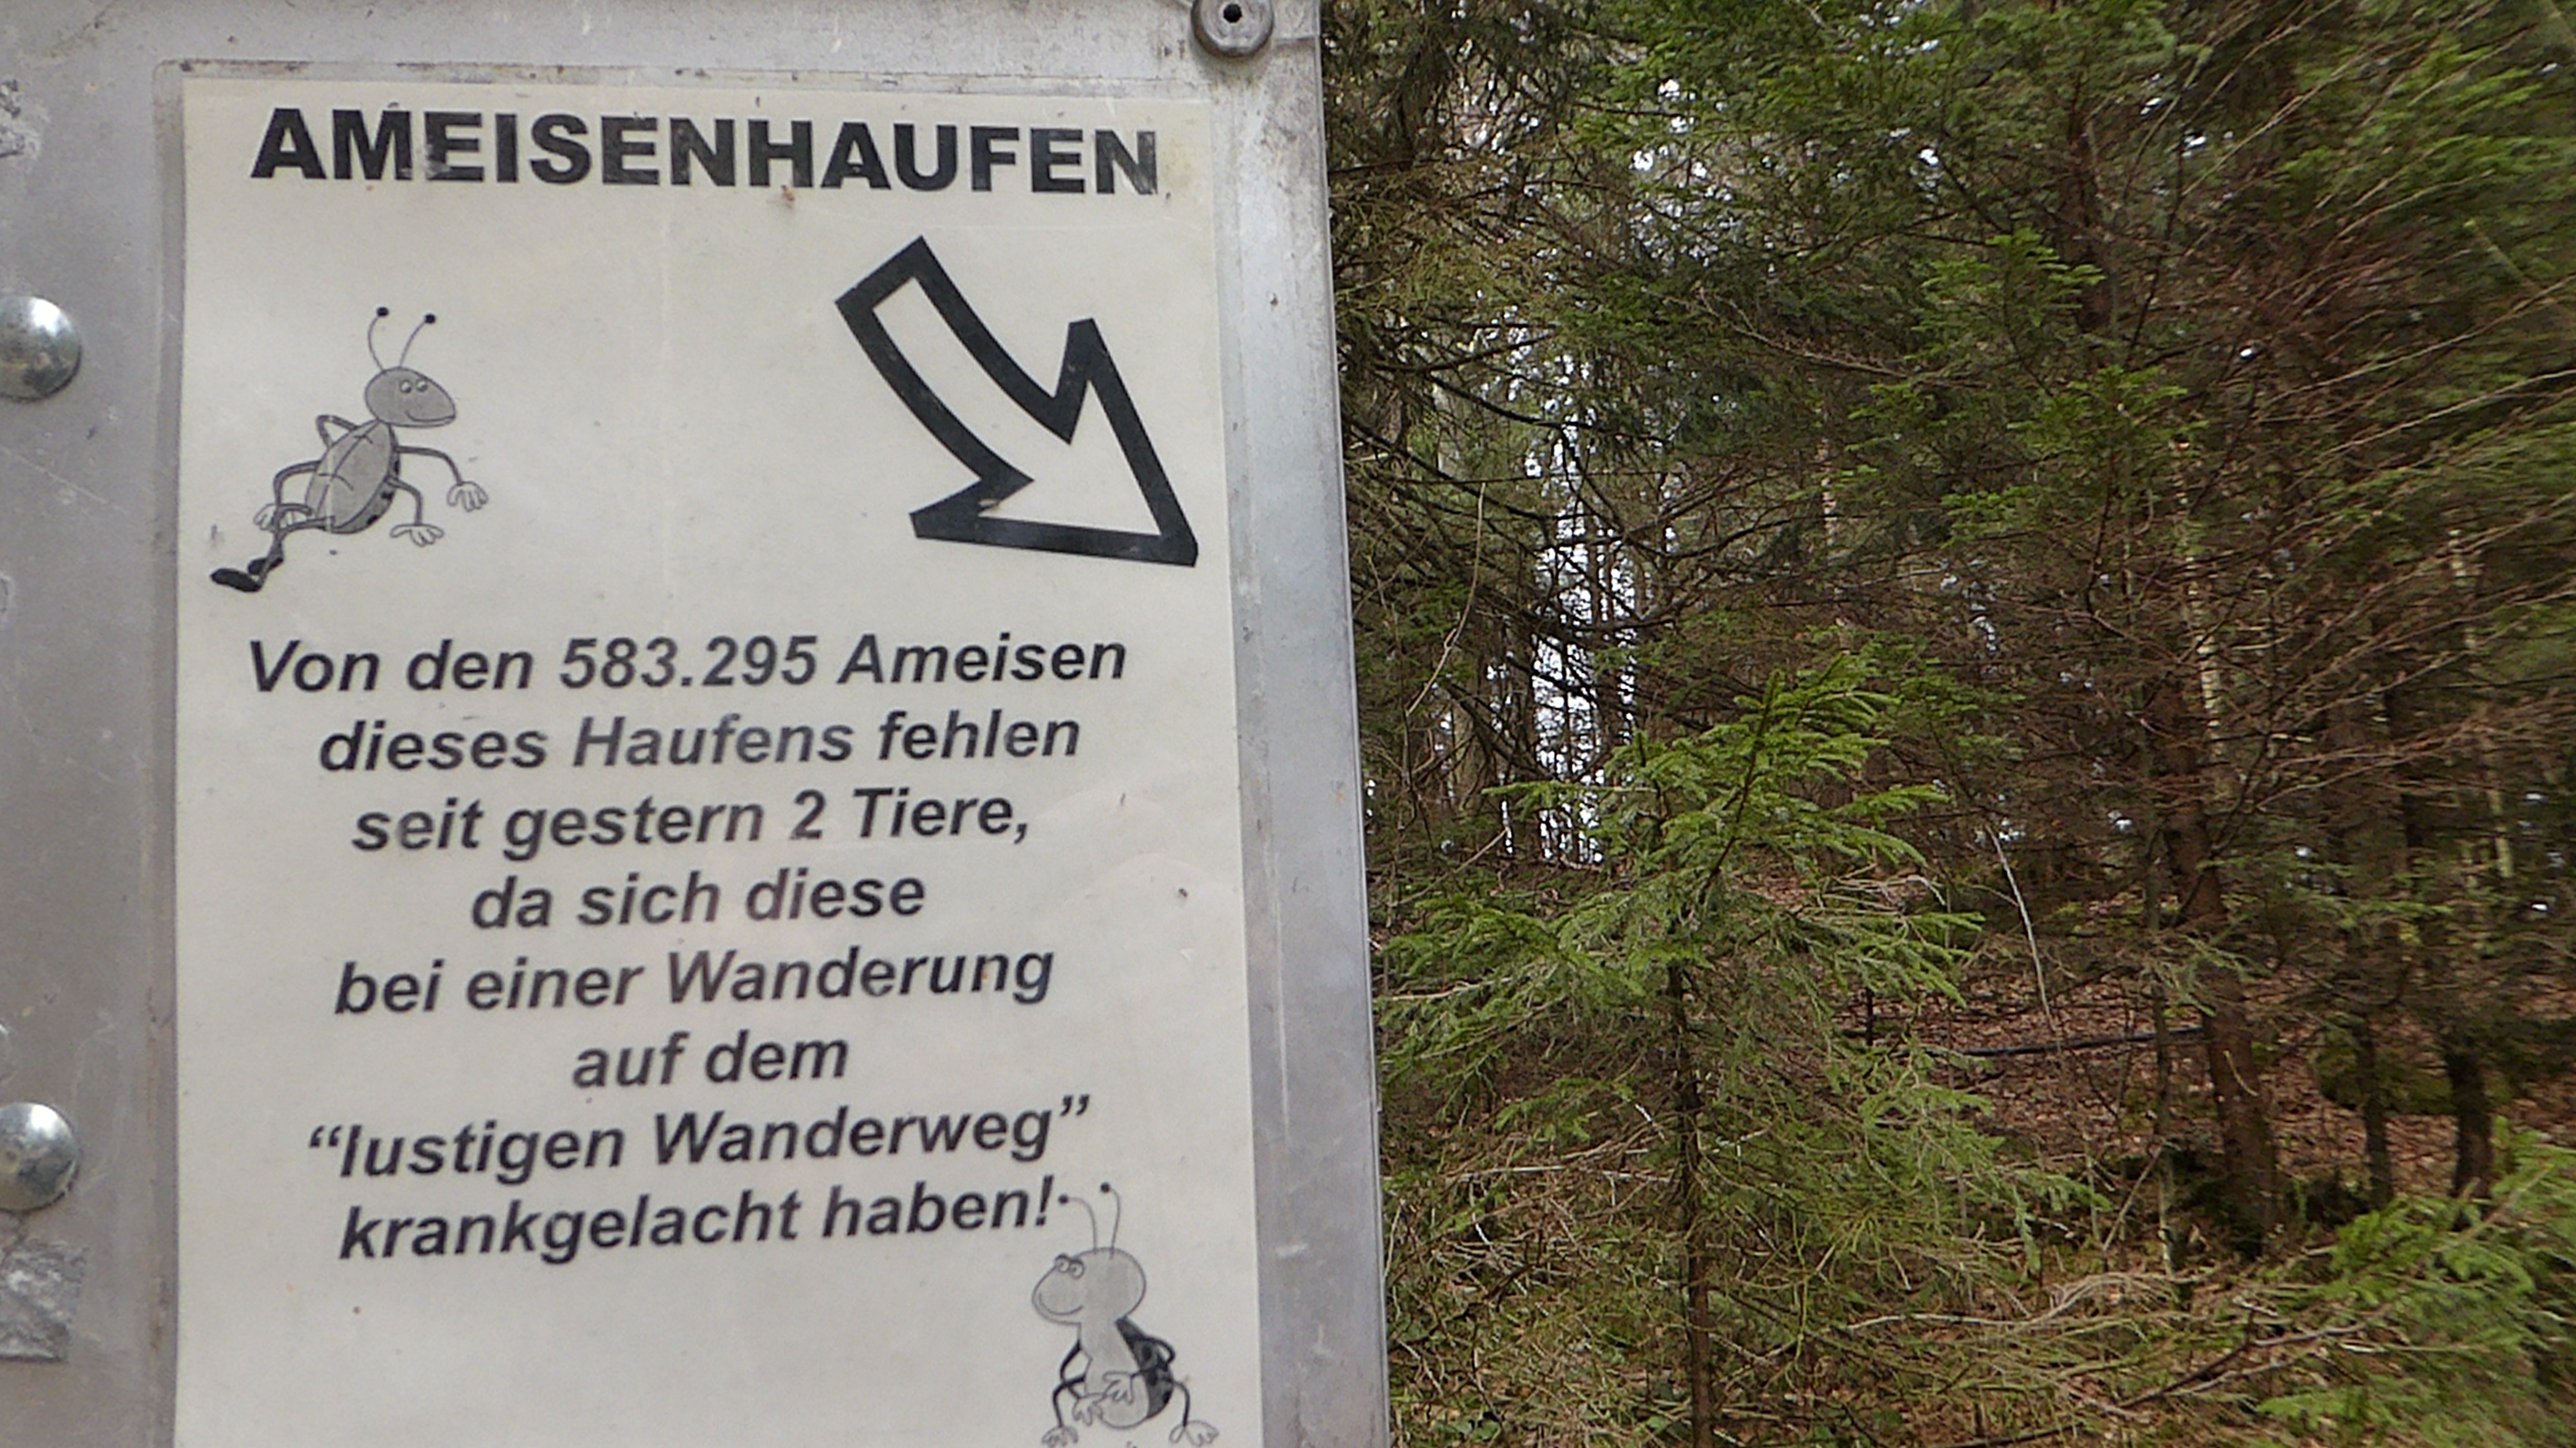 AMEISENHAUFEN
Von den 583.295 Ameisen
dieses Haufens fehlen
seit gestern 2 Tiere,
da sich diese
bei einer Wanderung
auf dem
“lustigen Wanderweg”
krankgelacht haben!